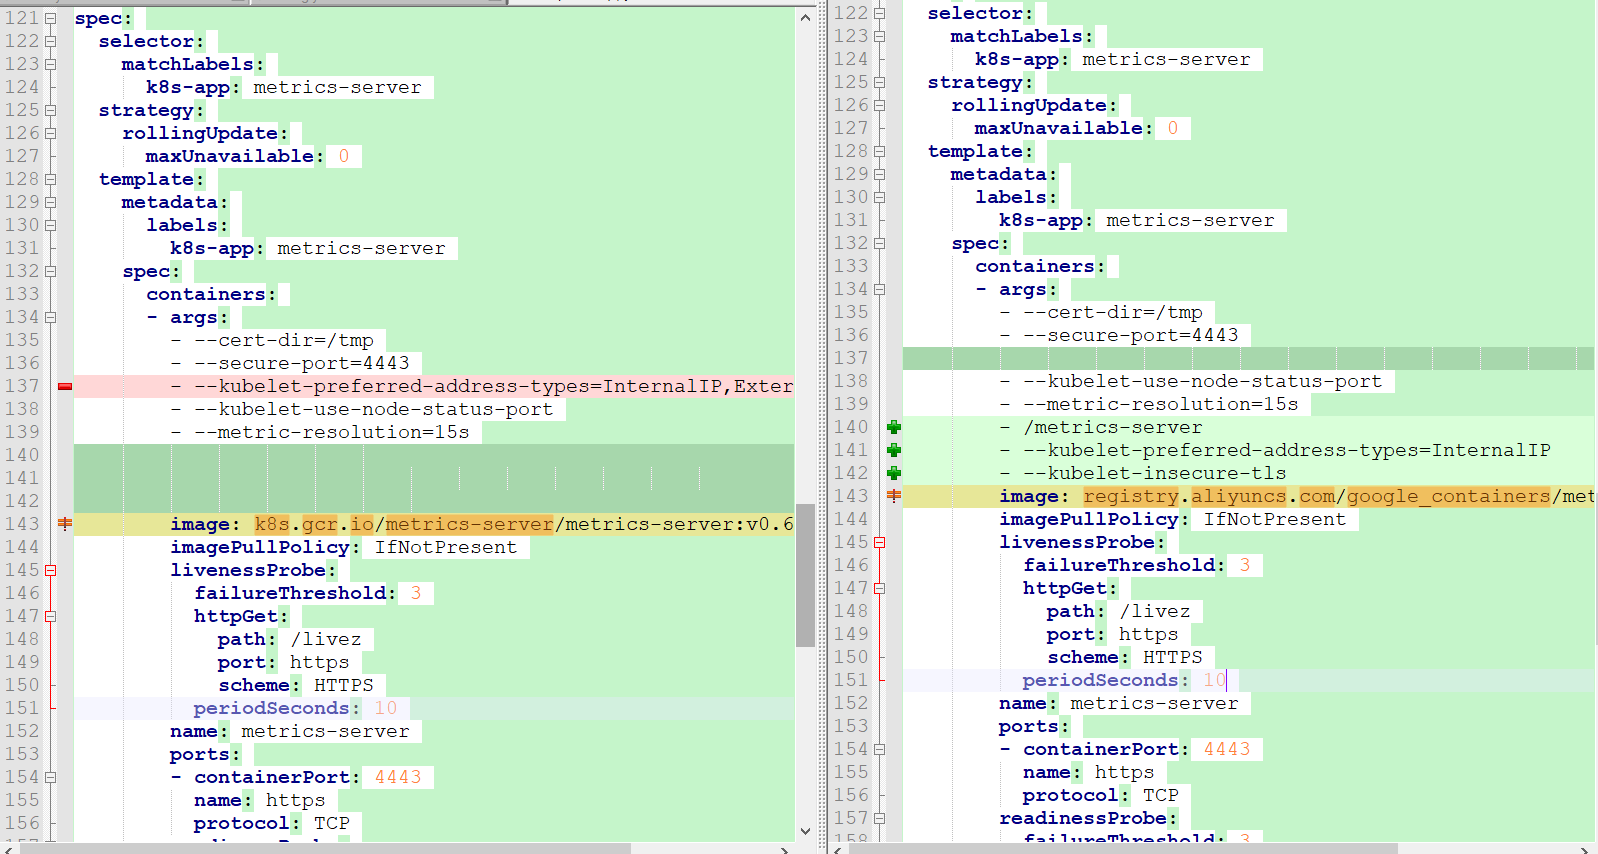 121 spec:
122 selector:
123 matchLabels:
124 k8s-app: metrics-server
125 strategy:
126 rollingUpdate:
127 maxUnavailable: 0
128 template:
129 metadata:
130 labels:
131 k8s-app: metrics-server
132 spec:
133 containers:
134 - args:
135 - --cert-dir=/tmp
136 - --secure-port=4443
137 - --kubelet-preferred-address-types=InternalIP,Exter
138 - --kubelet-use-node-status-port
139 - --metric-resolution=15s
140
141
142
143 image: k8s.gcr.io/metrics-server/metrics-server:v0.6
144 imagePullPolicy: IfNotPresent
145 livenessProbe:
146 failureThreshold: 3
147 httpGet:
148 path: /livez
149 port: https
150 scheme: HTTPS
151 periodSeconds: 10
152 name: metrics-server
153 ports:
154 - containerPort: 4443
155 name: https
156 protocol: TCP
122 selector:
123 matchLabels:
124 k8s-app: metrics-server
125 strategy:
126 rollingUpdate:
127 maxUnavailable: 0
128 template:
129 metadata:
130 labels:
131 k8s-app: metrics-server
132 spec:
133 containers:
134 - args:
135 - --cert-dir=/tmp
136 - --secure-port=4443
137
138 - --kubelet-use-node-status-port
139 - --metric-resolution=15s
140 - /metrics-server
141 - --kubelet-preferred-address-types=InternalIP
142 - --kubelet-insecure-tls
143 image: registry.aliyuncs.com/google_containers/met
144 imagePullPolicy: IfNotPresent
145 livenessProbe:
146 failureThreshold: 3
147 httpGet:
148 path: /livez
149 port: https
150 scheme: HTTPS
151 periodSeconds: 10
152 name: metrics-server
153 ports:
154 - containerPort: 4443
155 name: https
156 protocol: TCP
157 readinessProbe:
158 failureThreshold: 3